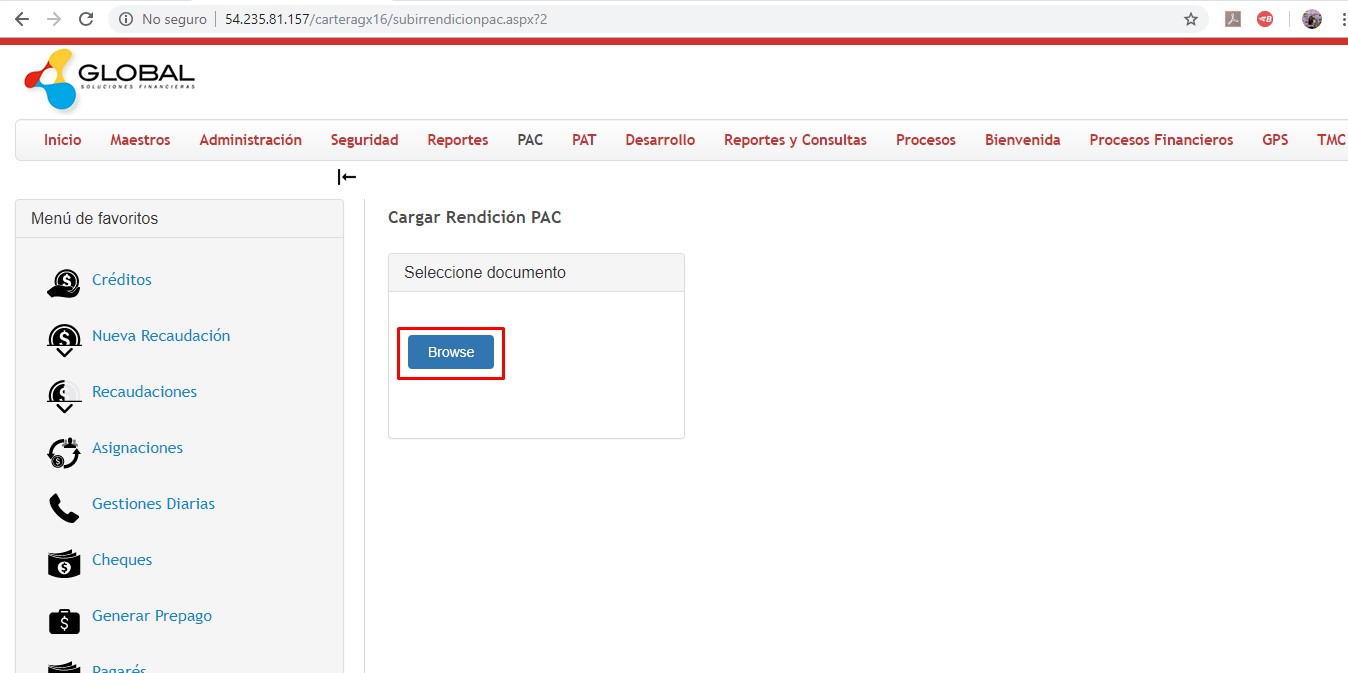 No seguro 54.235.81.157/carteragx16/subirrendicionpac.aspx?2
GLOBAL
SOLUCIONES FINANCIERAS
Inicio Maestros Administración Seguridad Reportes PAC PAT Desarrollo Reportes y Consultas Procesos Bienvenida Procesos Financieros GPS TMC
Menú de favoritos
Créditos
Nueva Recaudación
Recaudaciones
Asignaciones
Gestiones Diarias
Cheques
Generar Prepago
Pagarés
Cargar Rendición PAC
Seleccione documento
Browse